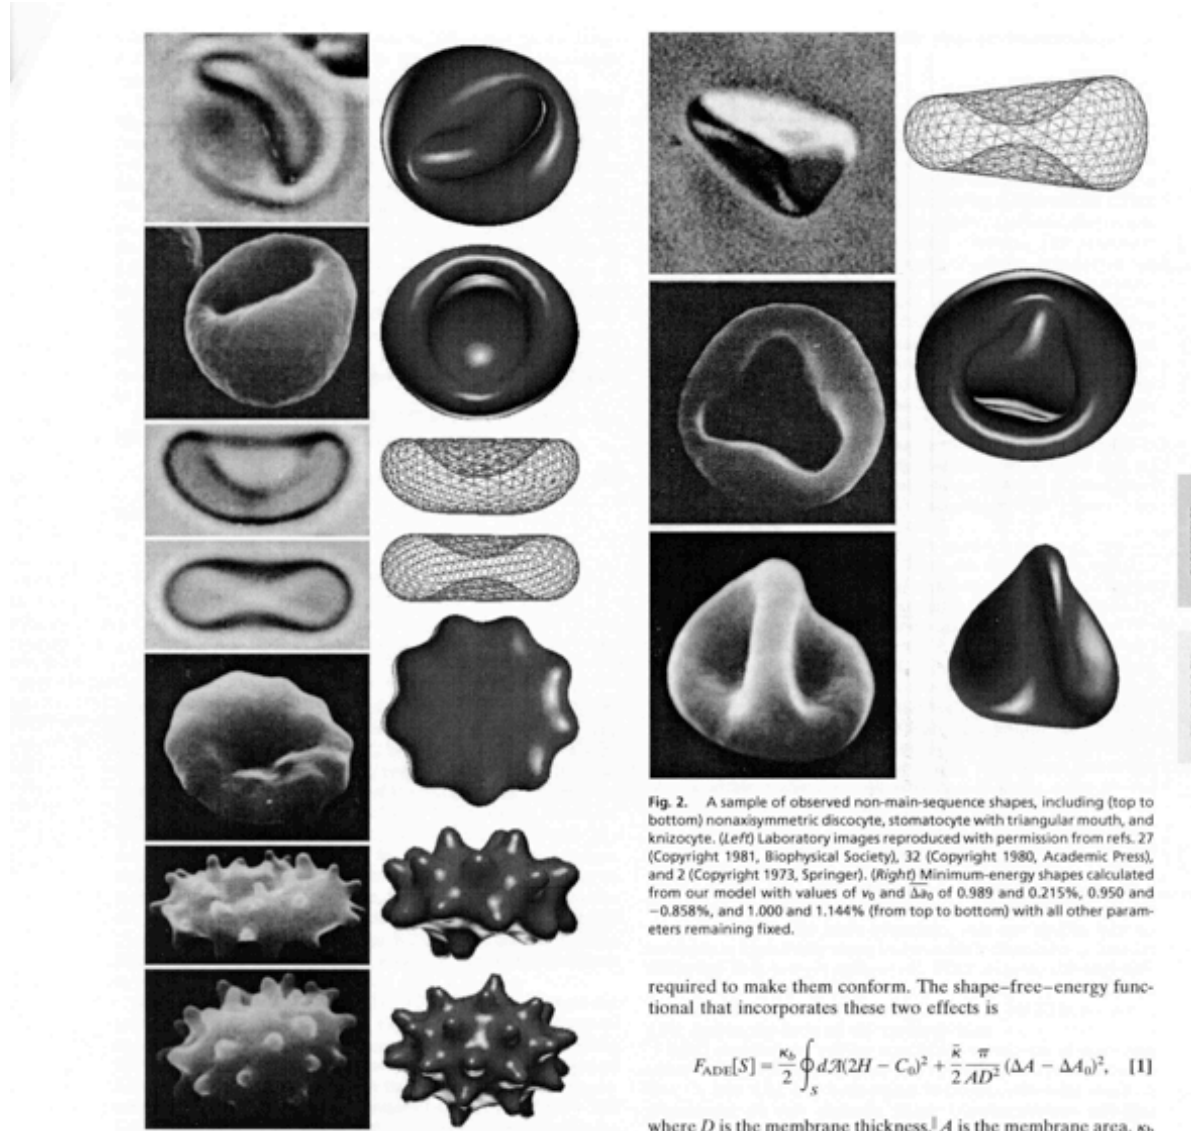 Fig. 2. A sample of observed non-main-sequence shapes, including (top to
bottom) nonaxisymmetric discocyte, stomatocyte with triangular mouth, and
knizocyte. (Left) Laboratory images reproduced with permission from refs. 27
(Copyright 1981, Biophysical Society), 32 (Copyright 1980, Academic Press),
and 2 (Copyright 1973, Springer). (Right) Minimum-energy shapes calculated
from our model with values of v₀ and Δa̅₀ of 0.989 and 0.215%, 0.950 and
−0.858%, and 1.000 and 1.144% (from top to bottom) with all other param-
eters remaining fixed.
required to make them conform. The shape–free–energy func-
tional that incorporates these two effects is
F_ADE[S] = κ_b/2 ∮_S d𝒜(2H − C₀)² + κ̄/2 π/AD² (ΔA − ΔA₀)², [1]
where D is the membrane thickness,‖ A is the membrane area, κ_b